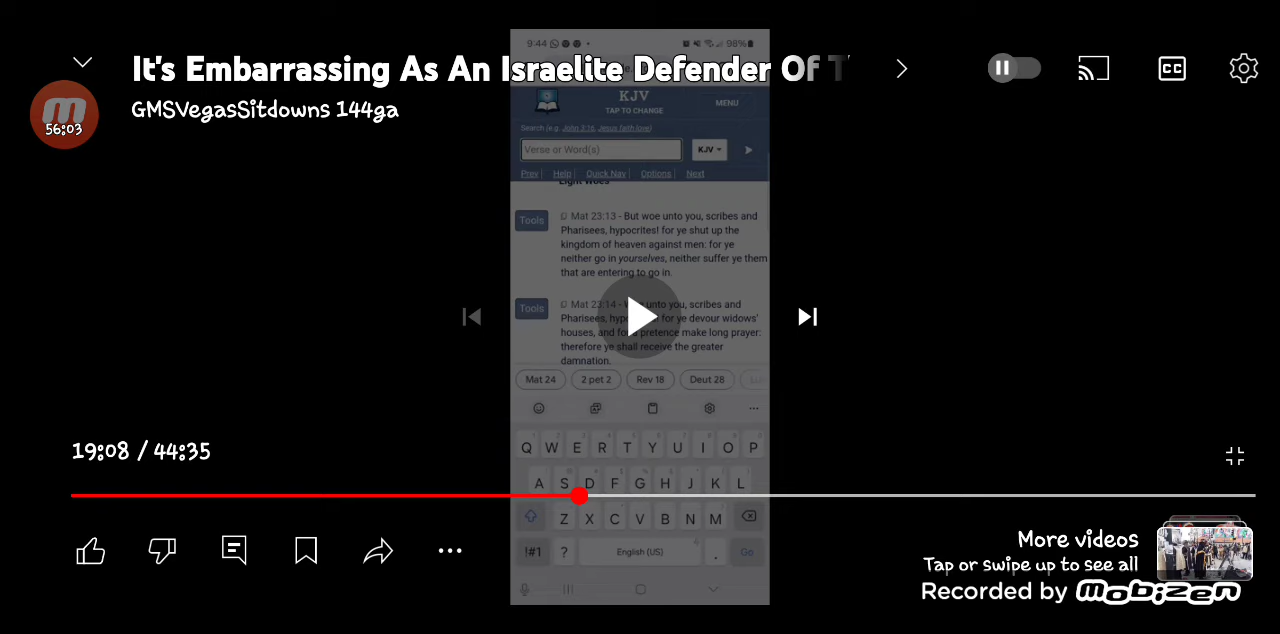 9:44 98%
It's Embarrassing As An Israelite Defender Of T
GMSVegasSitdowns 144ga
56:03
CC
KJV
TAP TO CHANGE
MENU
Search (e.g. John 3:16, Jesus faith love)
Verse or Word(s)
KJV
Prev | Help | Quick Nav | Options | Next
Eight Woes
Tools
Mat 23:13 - But woe unto you, scribes and
Pharisees, hypocrites! for ye shut up the
kingdom of heaven against men: for ye
neither go in yourselves, neither suffer ye them
that are entering to go in.
Tools
Mat 23:14 - unto you, scribes and
Pharisees, for ye devour widows'
houses, and for a pretence make long prayer:
therefore ye shall receive the greater
damnation.
Mat 24 2 pet 2 Rev 18 Deut 28
Q W E R T Y U I O P
A S D F G H J K L
Z X C V B N M
!#1 ? English (US) . Go
19:08 / 44:35
More videos
Tap or swipe up to see all
Recorded by mobizen